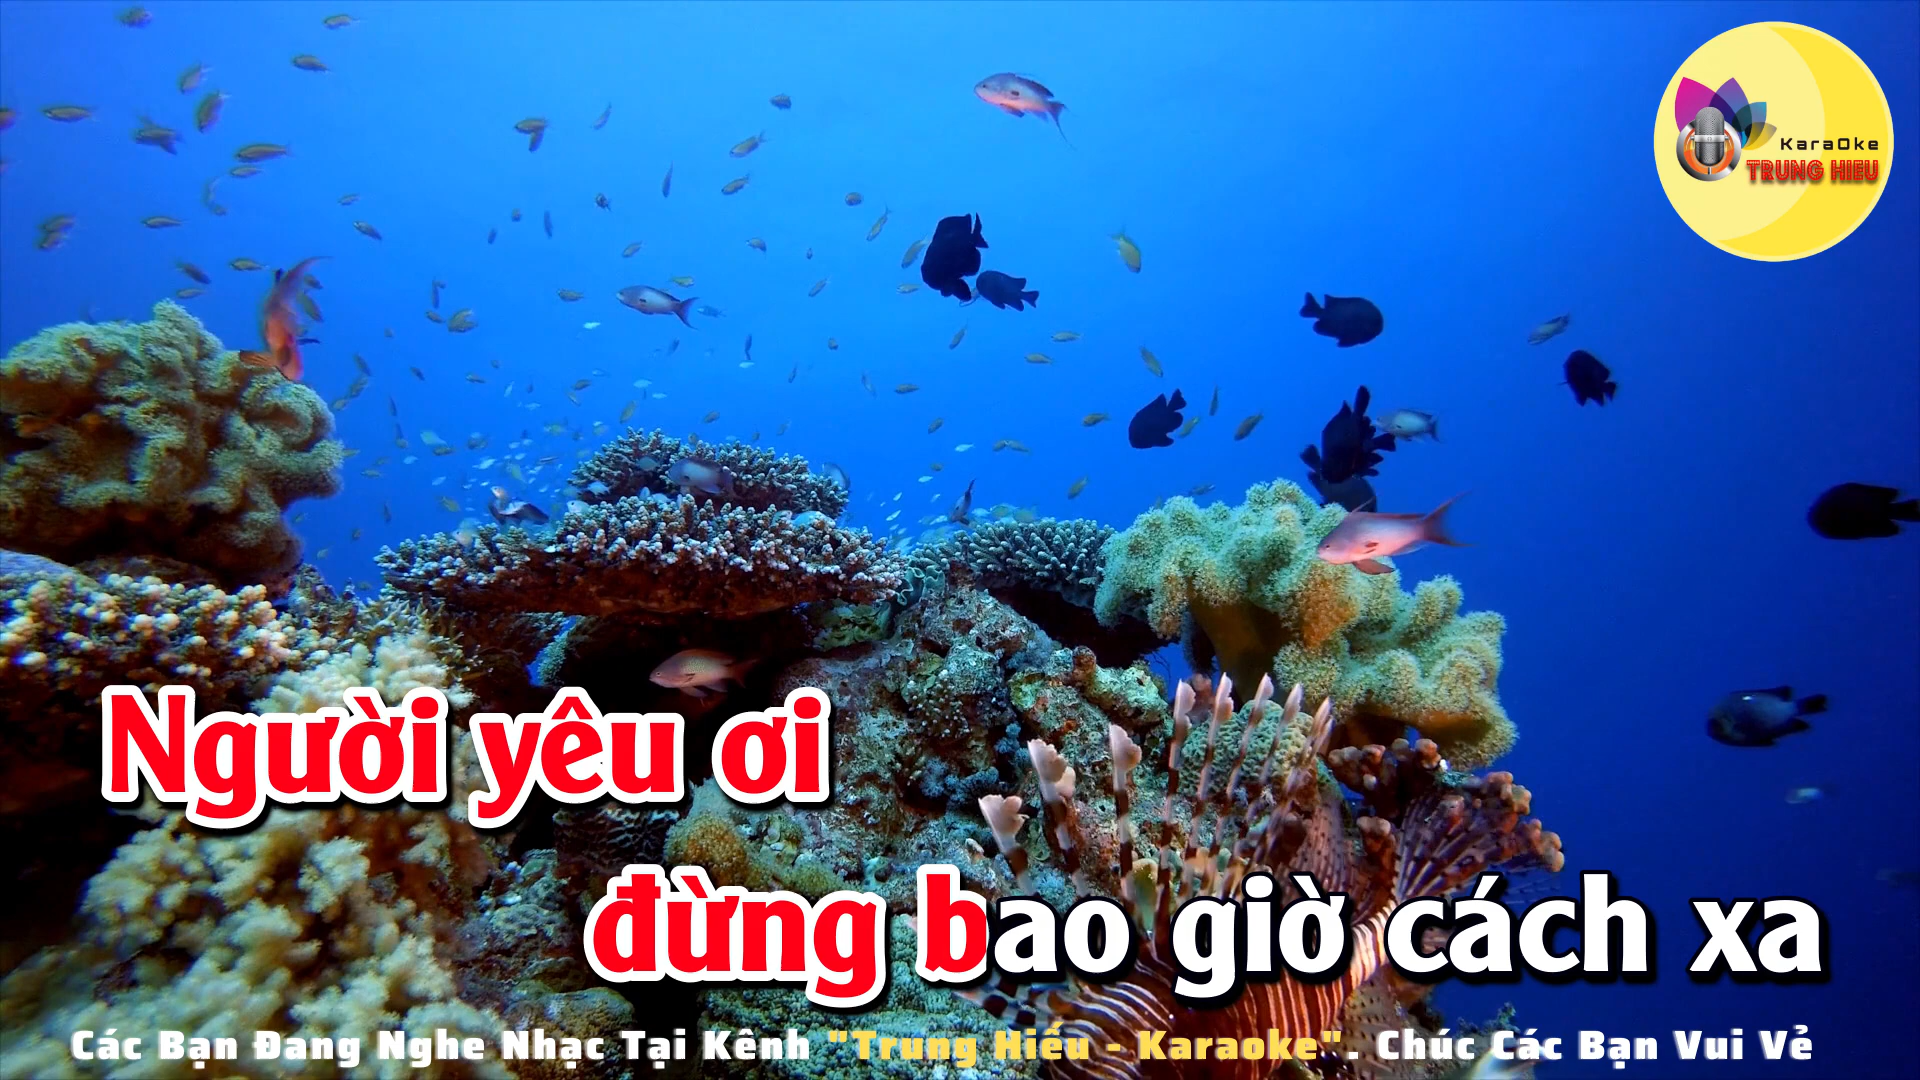 KaraOke
TRUNG HIEU
Người yêu ơi
đừng bao giờ cách xa
Các Bạn Đang Nghe Nhạc Tại Kênh "Trung Hiếu - Karaoke". Chúc Các Bạn Vui Vẻ